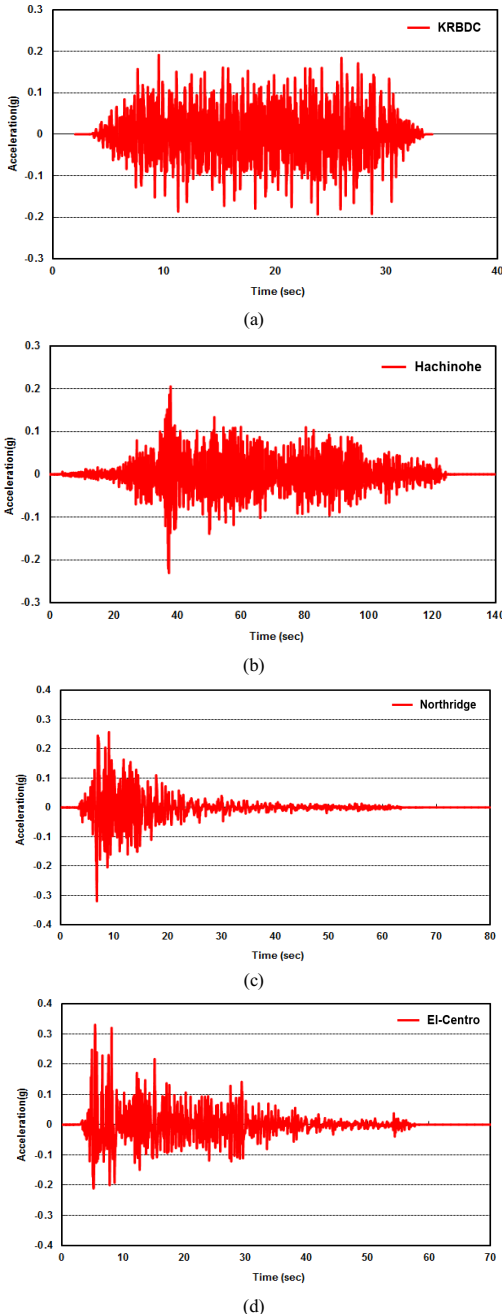 0.3
KRBDC
0.2
0.1
0
-0.1
-0.2
-0.3
Acceleration(g)
0 10 20 30 40
Time (sec)
(a)
0.3
Hachinohe
0.2
0.1
0
-0.1
-0.2
-0.3
Acceleration(g)
0 20 40 60 80 100 120 140
Time (sec)
(b)
0.4
Northridge
0.3
0.2
0.1
0
-0.1
-0.2
-0.3
-0.4
Acceleration(g)
0 10 20 30 40 50 60 70 80
Time (sec)
(c)
0.4
El-Centro
0.3
0.2
0.1
0
-0.1
-0.2
-0.3
-0.4
Acceleration(g)
0 10 20 30 40 50 60 70
Time (sec)
(d)